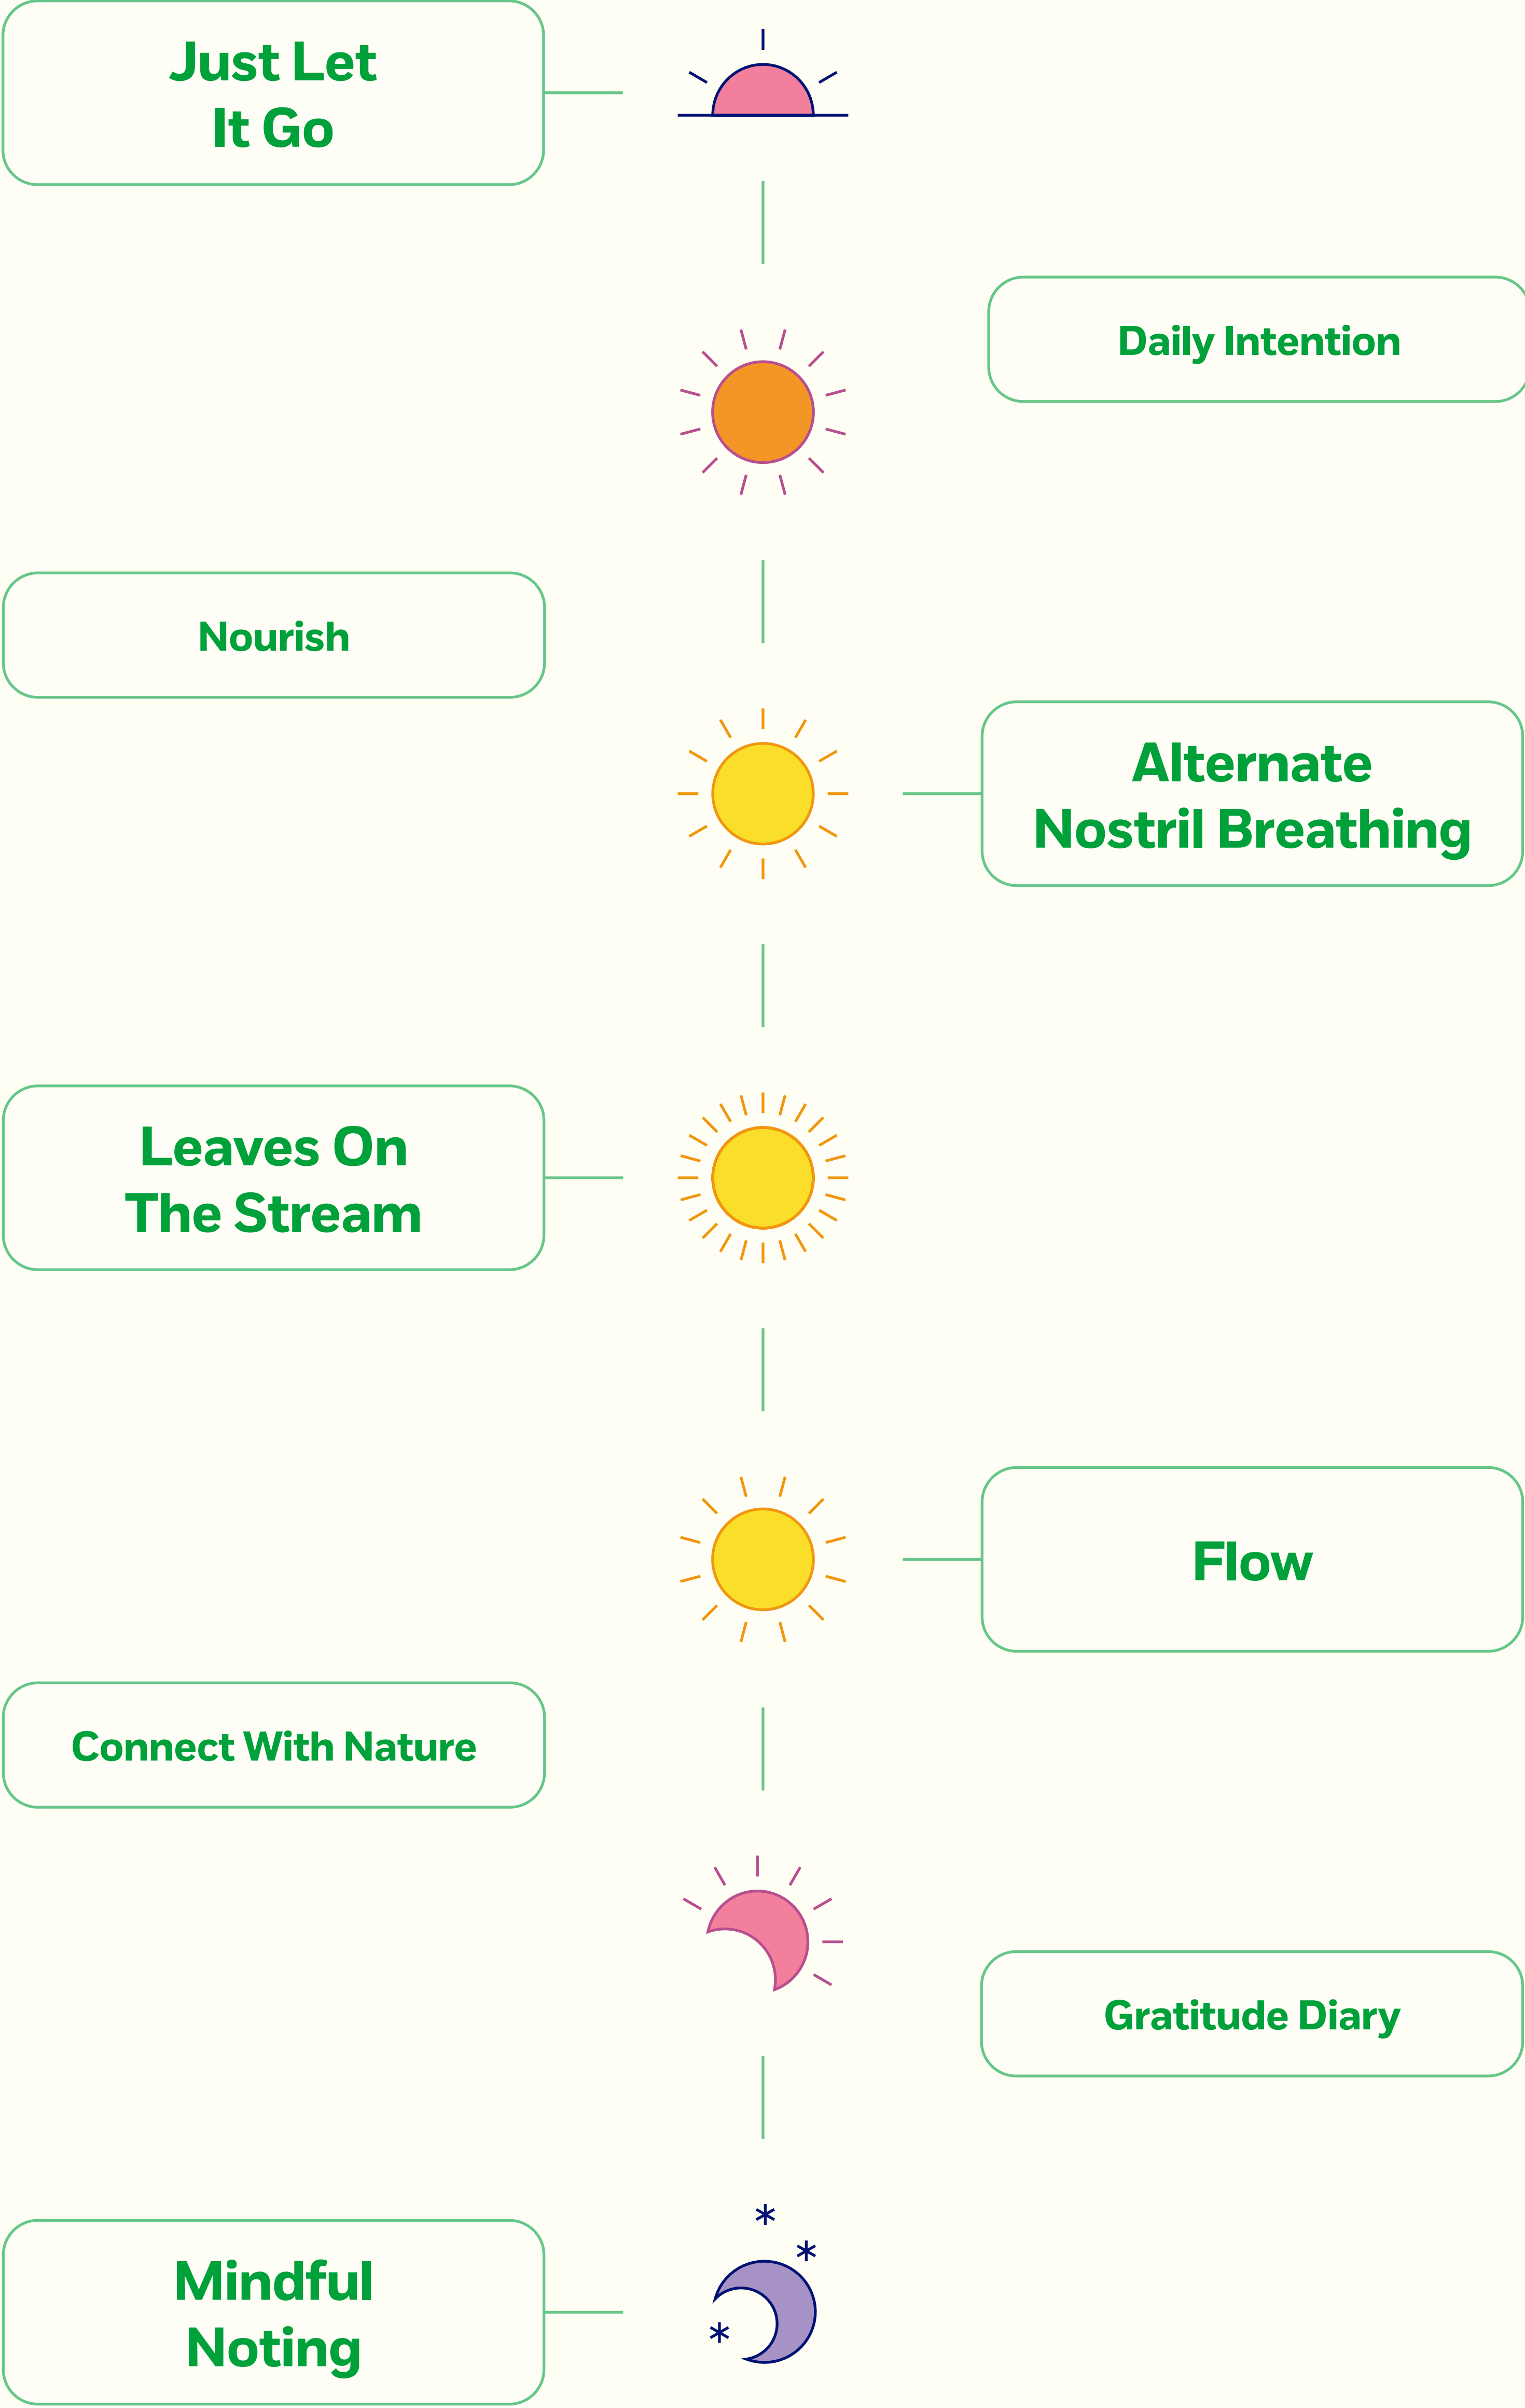 Just Let
It Go
Daily Intention
Nourish
Alternate
Nostril Breathing
Leaves On
The Stream
Flow
Connect With Nature
Gratitude Diary
Mindful
Noting